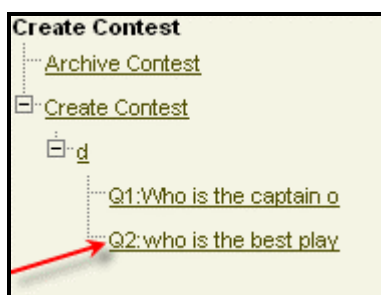 Create Contest
Archive Contest
Create Contest
d
Q1:Who is the captain o
Q2:who is the best play